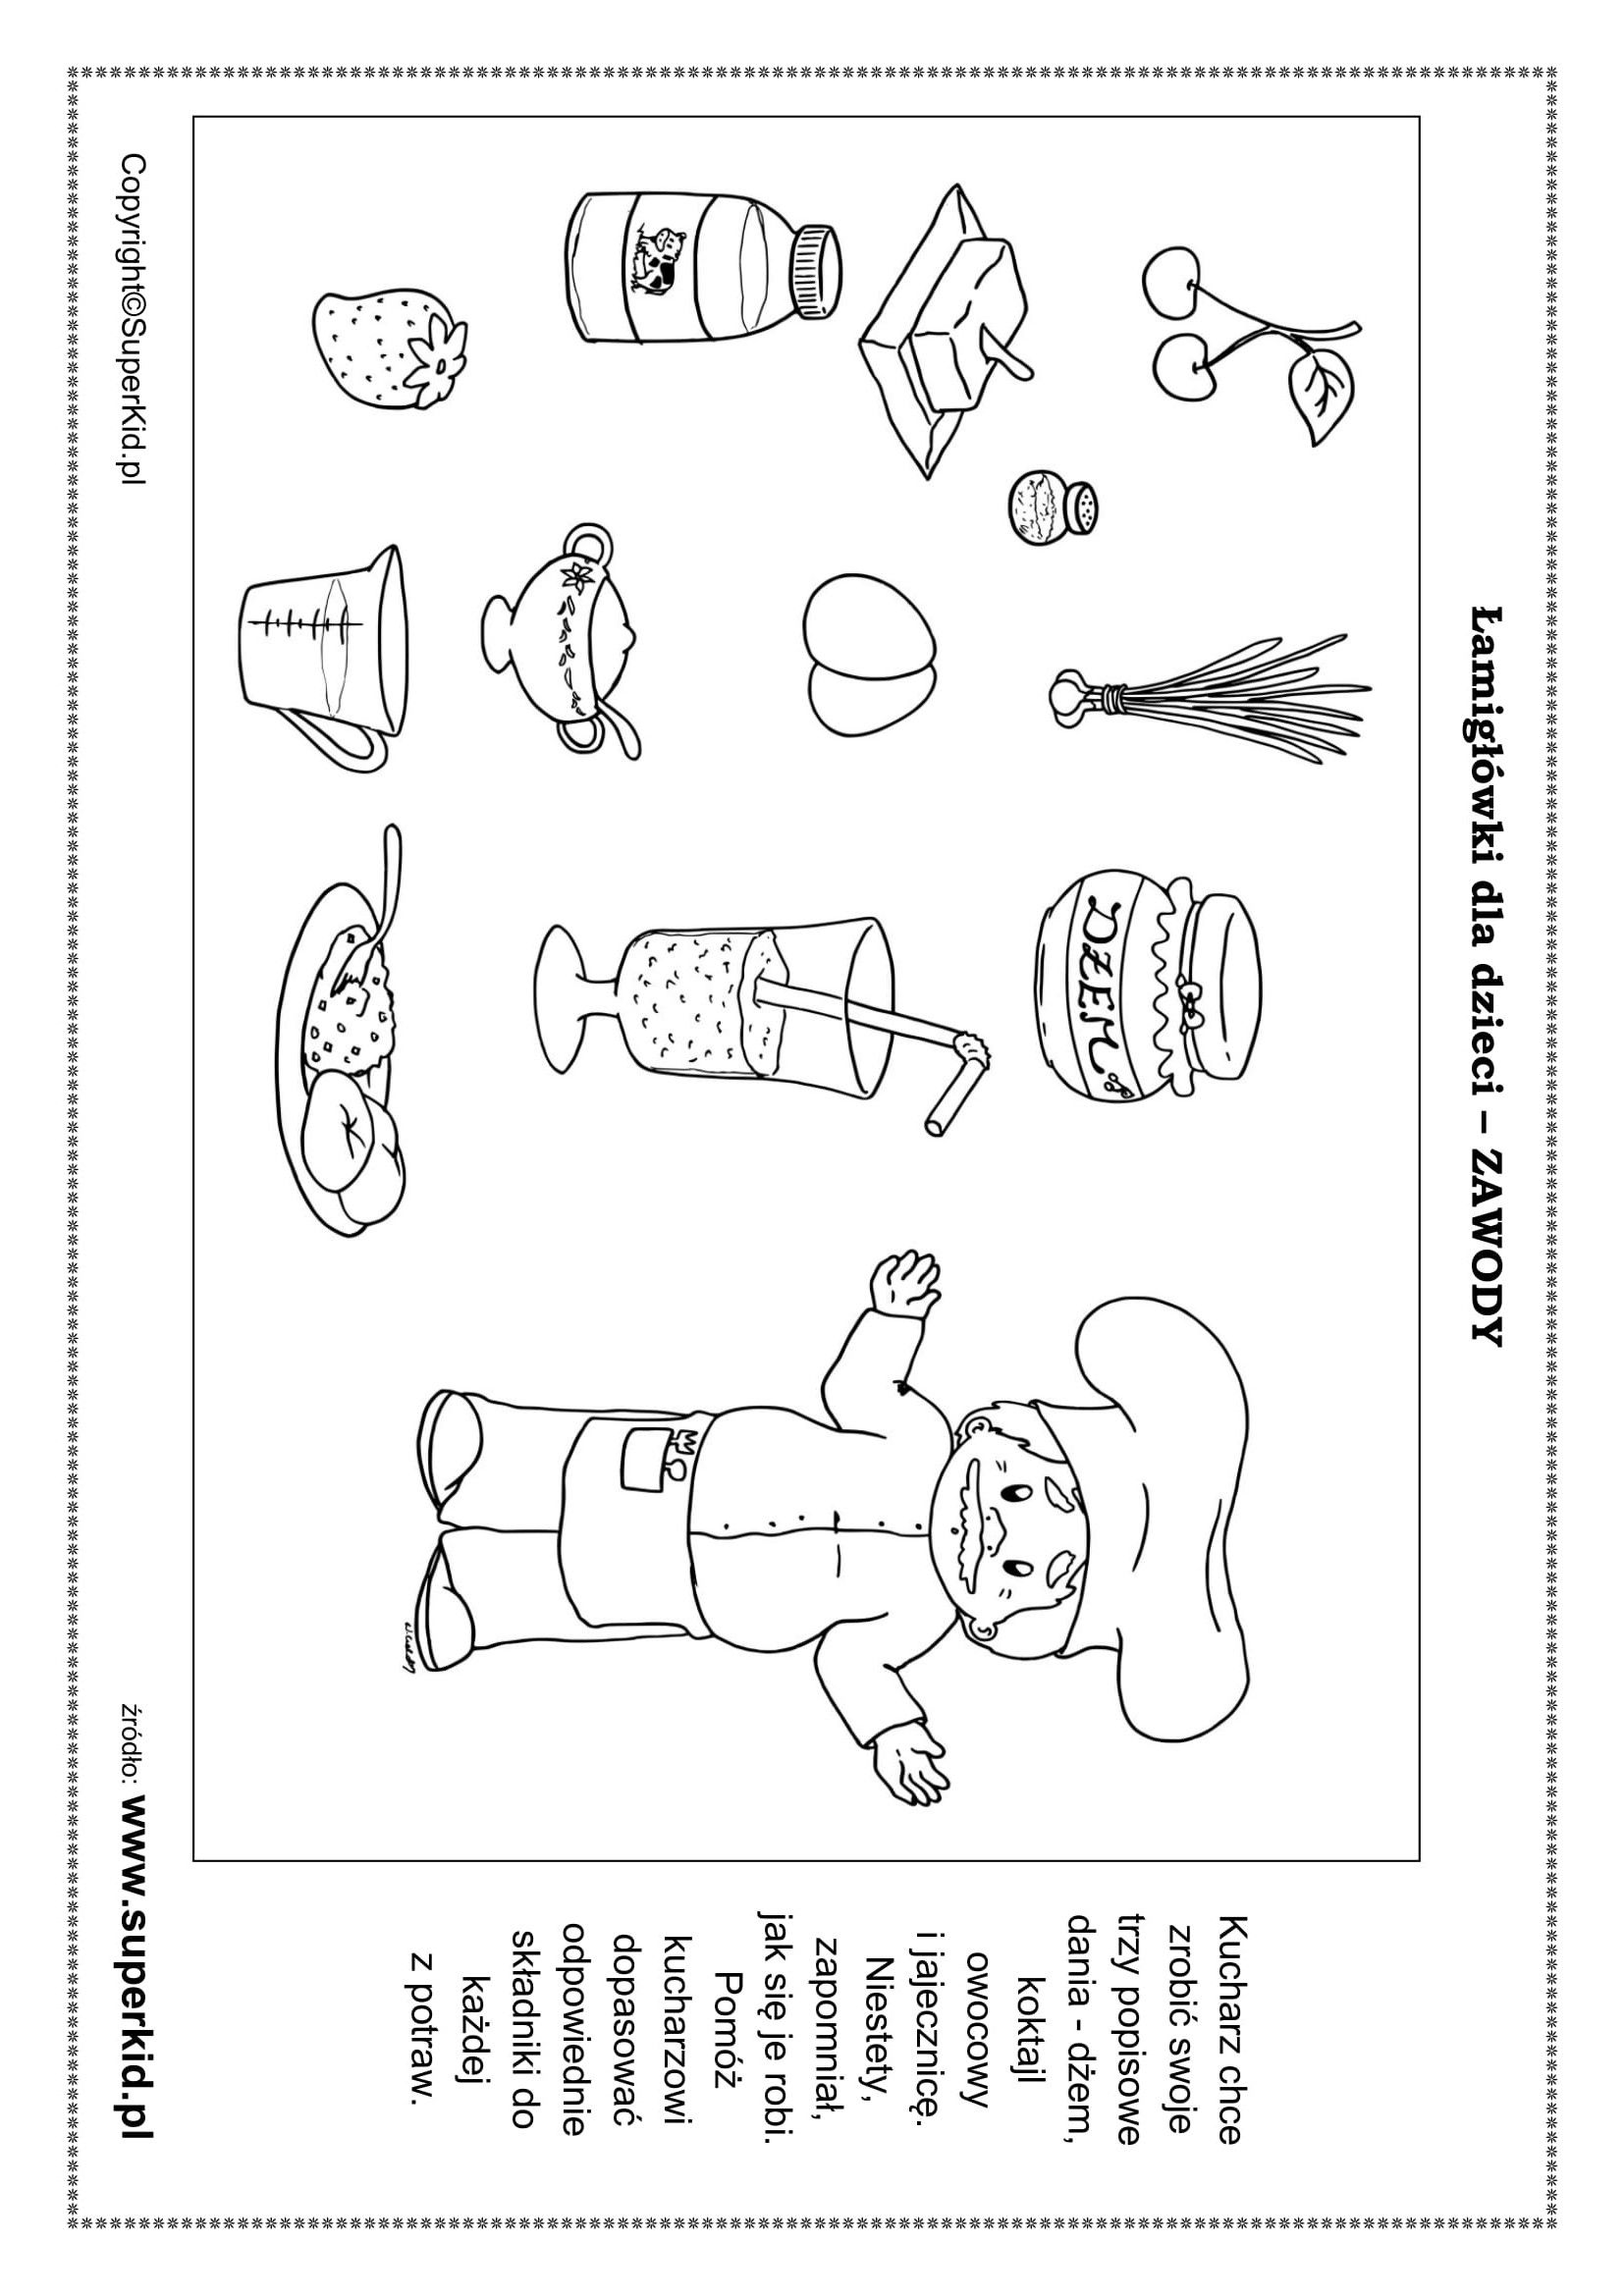 Łamigłówki dla dzieci – ZAWODY
DŻEM
Kucharz chce
zrobić swoje
trzy popisowe
dania - dżem,
koktajl
owocowy
i jajecznicę.
Niestety,
zapomniał,
jak się je robi.
Pomóż
kucharzowi
dopasować
odpowiednie
składniki do
każdej
z potraw.
Copyright©SuperKid.pl
źródło: www.superkid.pl